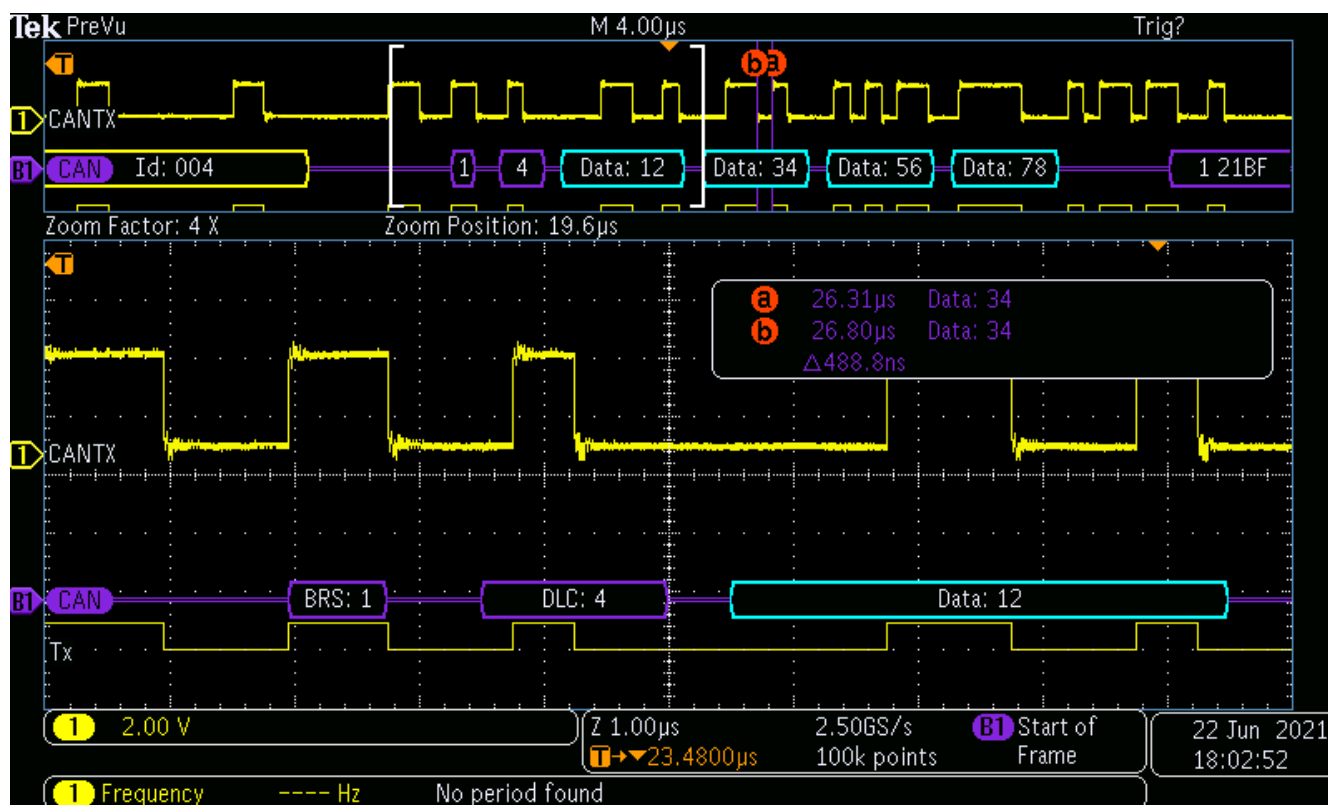 Tek PreVu M 4.00µs Trig?
T
b a
1 CANTX
B1 CAN Id: 004 1 4 Data: 12 Data: 34 Data: 56 Data: 78 1 21BF
Zoom Factor: 4 X Zoom Position: 19.6µs
T
a 26.31µs Data: 34
b 26.80µs Data: 34
△488.8ns
1 CANTX
B1 CAN BRS: 1 DLC: 4 Data: 12
Tx
1 2.00 V Z 1.00µs 2.50GS/s B1 Start of 22 Jun 2021
T→▼23.4800µs 100k points Frame 18:02:52
1 Frequency ---- Hz No period found